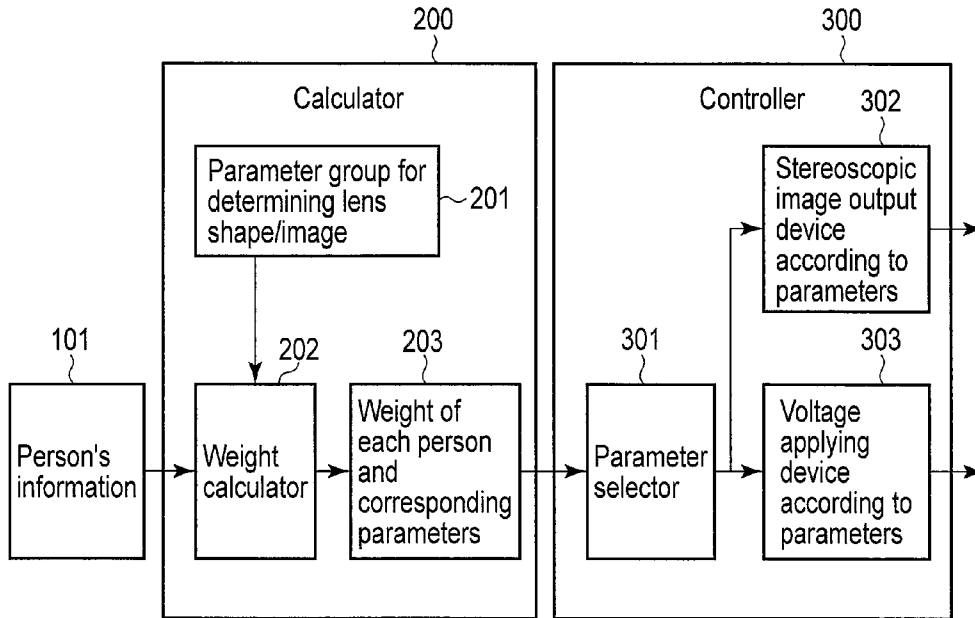 200
300
Calculator
Controller
302
Parameter group for
determining lens
shape/image
201
Stereoscopic
image output
device
according to
parameters
101
202
203
301
303
Person's
information
Weight
calculator
Weight of
each person
and
corresponding
parameters
Parameter
selector
Voltage
applying
device
according to
parameters